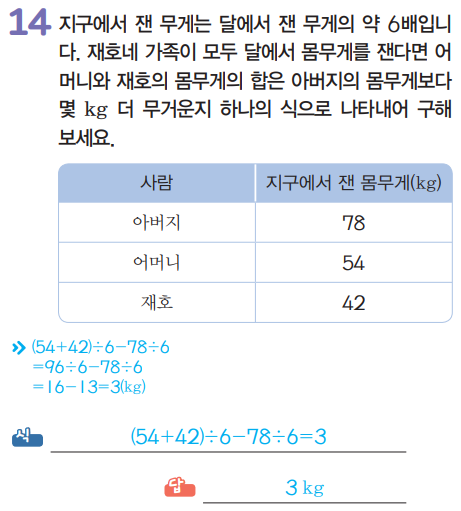 14 지구에서 잰 무게는 달에서 잰 무게의 약 6배입니
다. 재호네 가족이 모두 달에서 몸무게를 잰다면 어
머니와 재호의 몸무게의 합은 아버지의 몸무게보다
몇 kg 더 무거운지 하나의 식으로 나타내어 구해
보세요.
사람 지구에서 잰 몸무게(kg)
아버지 78
어머니 54
재호 42
» (54+42)÷6-78÷6
=96÷6-78÷6
=16-13=3(kg)
식 (54+42)÷6-78÷6=3
답 3 kg